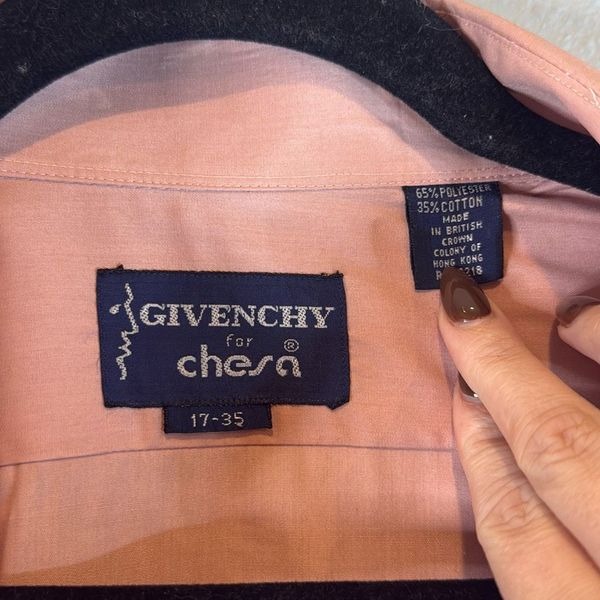 GIVENCHY
for
chesa®
17-35
65% POLYESTER
35% COTTON
MADE
IN BRITISH
CROWN
COLONY OF
HONG KONG